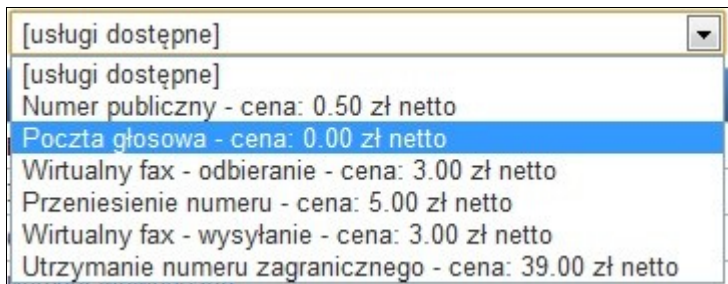 [usługi dostępne]
[usługi dostępne]
Numer publiczny - cena: 0.50 zł netto
Poczta głosowa - cena: 0.00 zł netto
Wirtualny fax - odbieranie - cena: 3.00 zł netto
Przeniesienie numeru - cena: 5.00 zł netto
Wirtualny fax - wysyłanie - cena: 3.00 zł netto
Utrzymanie numeru zagranicznego - cena: 39.00 zł netto